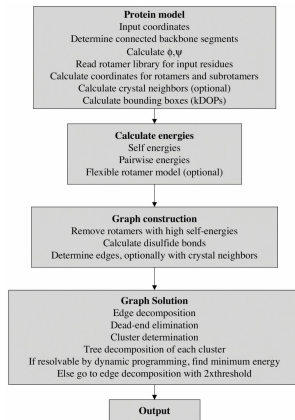 Protein model
Input coordinates
Determine connected backbone segments
Calculate ϕ,ψ
Read rotamer library for input residues
Calculate coordinates for rotamers and subrotamers
Calculate crystal neighbors (optional)
Calculate bounding boxes (kDOPs)
Calculate energies
Self energies
Pairwise energies
Flexible rotamer model (optional)
Graph construction
Remove rotamers with high self-energies
Calculate disulfide bonds
Determine edges, optionally with crystal neighbors
Graph Solution
Edge decomposition
Dead-end elimination
Cluster determination
Tree decomposition of each cluster
If resolvable by dynamic programming, find minimum energy
Else go to edge decomposition with 2xthreshold
Output